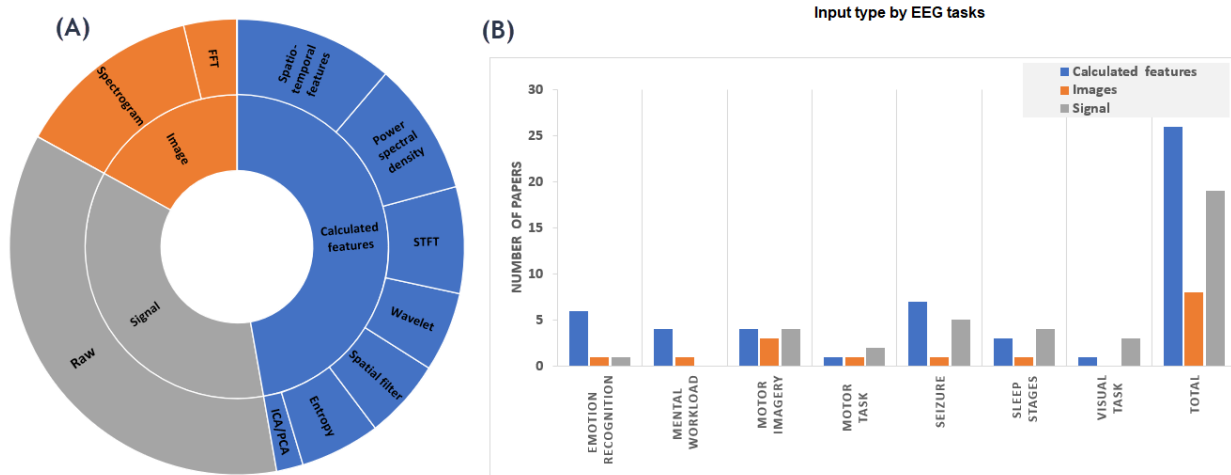 (A)
FFT
Spectrogram
Image
Spatio-
temporal
features
Power
spectral
density
Calculated
features
STFT
Wavelet
Spatial filter
Entropy
ICA/PCA
Signal
Raw
Input type by EEG tasks
(B)
Calculated features
Images
Signal
NUMBER OF PAPERS
30
25
20
15
10
5
0
EMOTION
RECOGNITION
MENTAL
WORKLOAD
MOTOR
IMAGERY
MOTOR
TASK
SEIZURE
SLEEP
STAGES
VISUAL
TASK
TOTAL